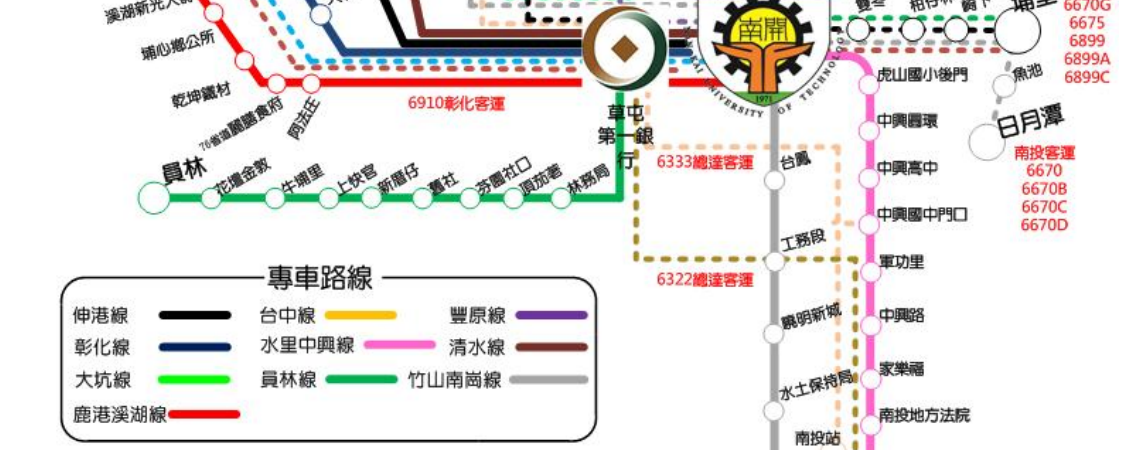 溪湖新光人
埔心鄉公所
乾坤鐵材
76省道麗膳食府
阿法庄
6910彰化客運
南開
NANKAI UNIVERSITY OF TECHNOLOGY
1971
埔里
6670G
6675
6899
6899A
6899C
魚池
日月潭
南投客運
6670
6670B
6670C
6670D
草屯
第一銀
行
員林
花壇金敦
牛埔里
上快官
新厝仔
舊社
芬園社口
頂茄荖
林務局
6333總達客運
6322總達客運
台鳳
工務段
曉明新城
水土保持局
南投站
虎山國小後門
中興圓環
中興高中
中興國中門口
軍功里
中興路
家樂福
南投地方法院
專車路線
伸港線
台中線
豐原線
彰化線
水里中興線
清水線
大坑線
員林線
竹山南崗線
鹿港溪湖線